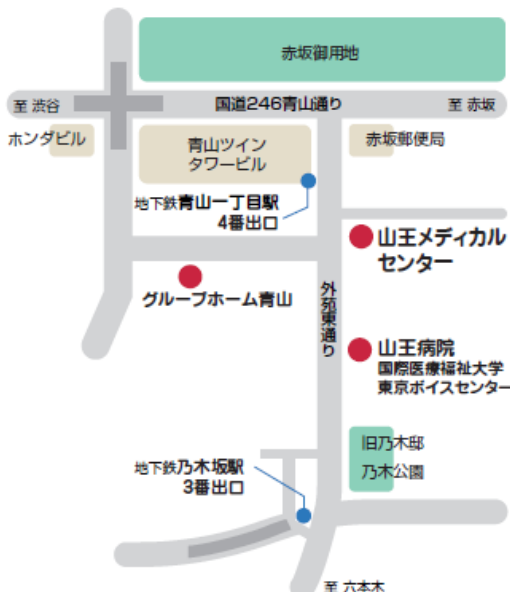 赤坂御用地
至 渋谷
国道246青山通り
至 赤坂
ホンダビル
青山ツイン
タワービル
赤坂郵便局
地下鉄青山一丁目駅
4番出口
山王メディカル
センター
グループホーム青山
外苑東通り
山王病院
国際医療福祉大学
東京ボイスセンター
旧乃木邸
乃木公園
地下鉄乃木坂駅
3番出口
至 六本木